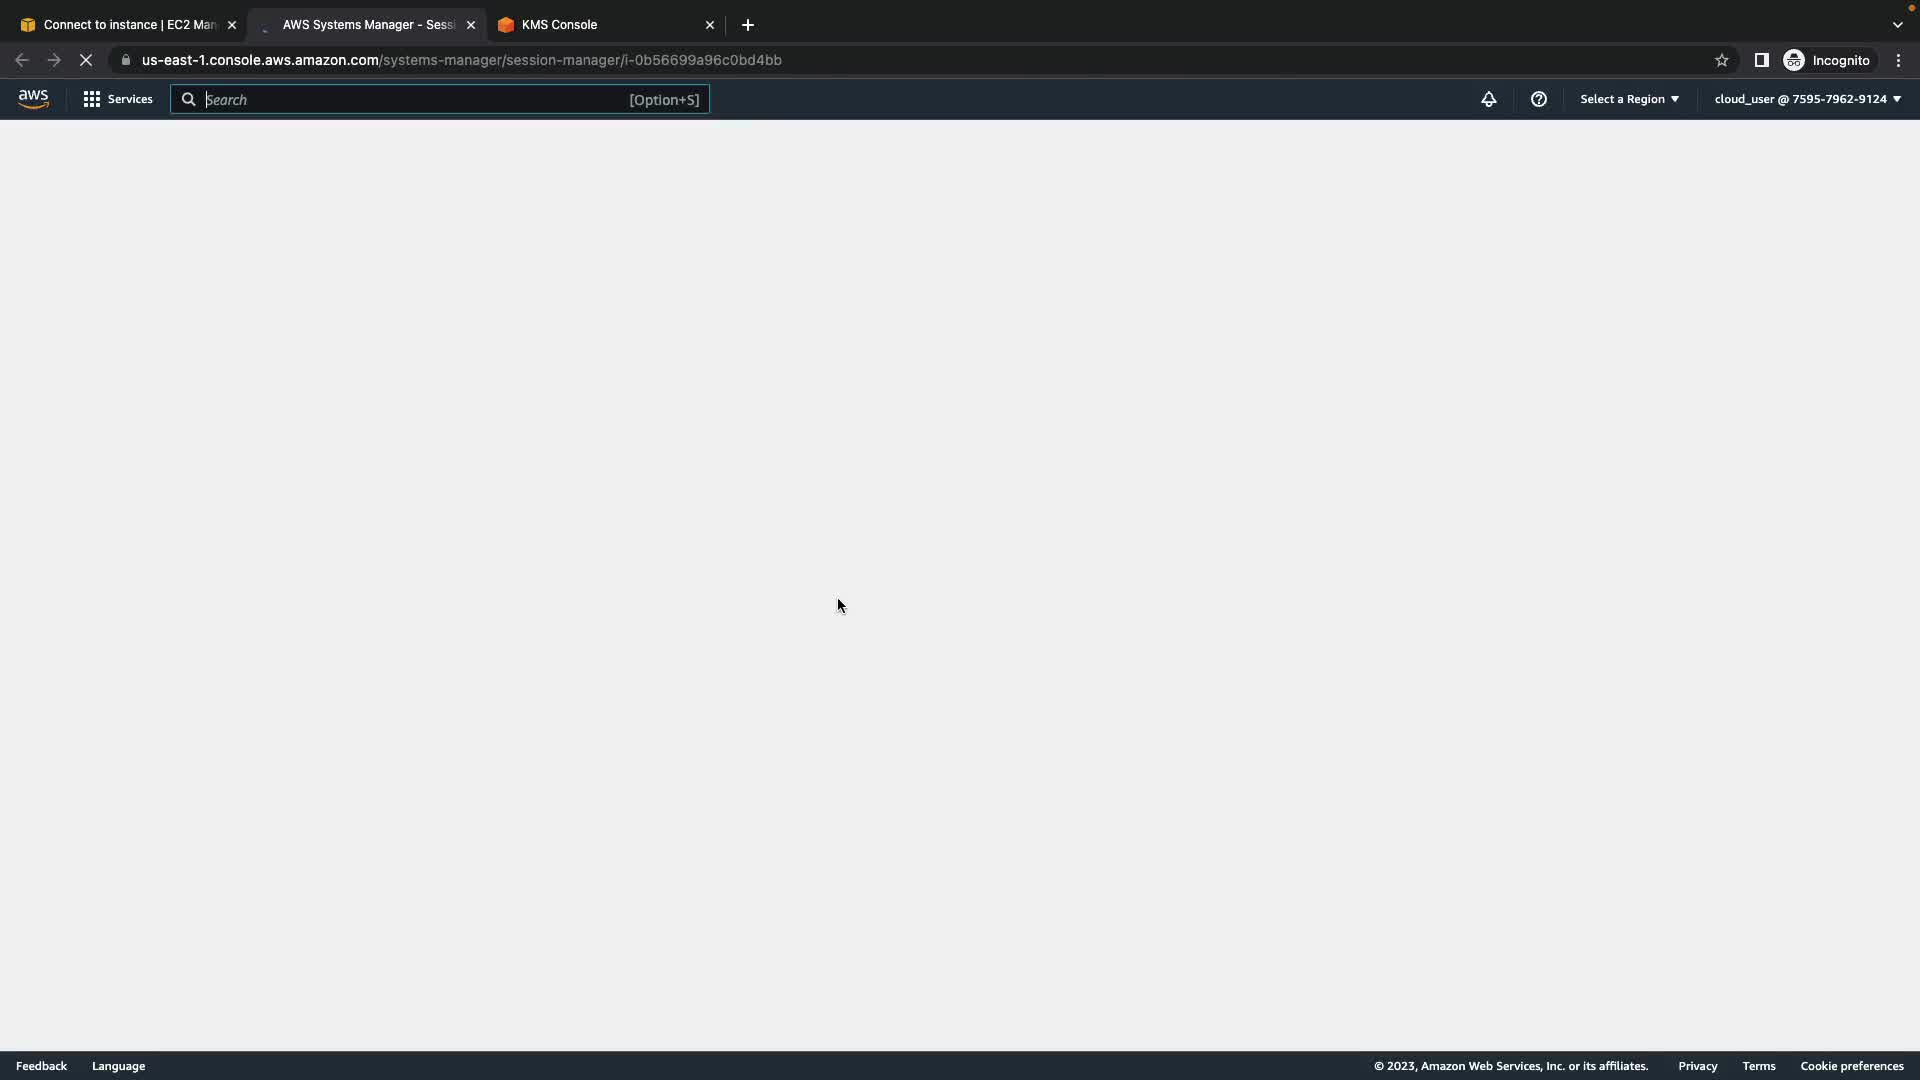 Connect to instance | EC2 Man
AWS Systems Manager - Sessi
KMS Console
us-east-1.console.aws.amazon.com/systems-manager/session-manager/i-0b56699a96c0bd4bb
Incognito
aws
Services
Search
[Option+S]
Select a Region
cloud_user @ 7595-7962-9124
Feedback
Language
© 2023, Amazon Web Services, Inc. or its affiliates.
Privacy
Terms
Cookie preferences